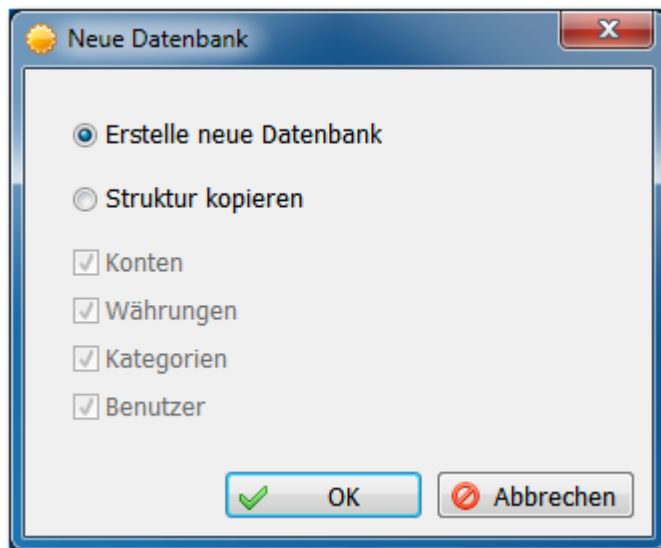 Neue Datenbank
Erstelle neue Datenbank
Struktur kopieren
Konten
Währungen
Kategorien
Benutzer
OK Abbrechen